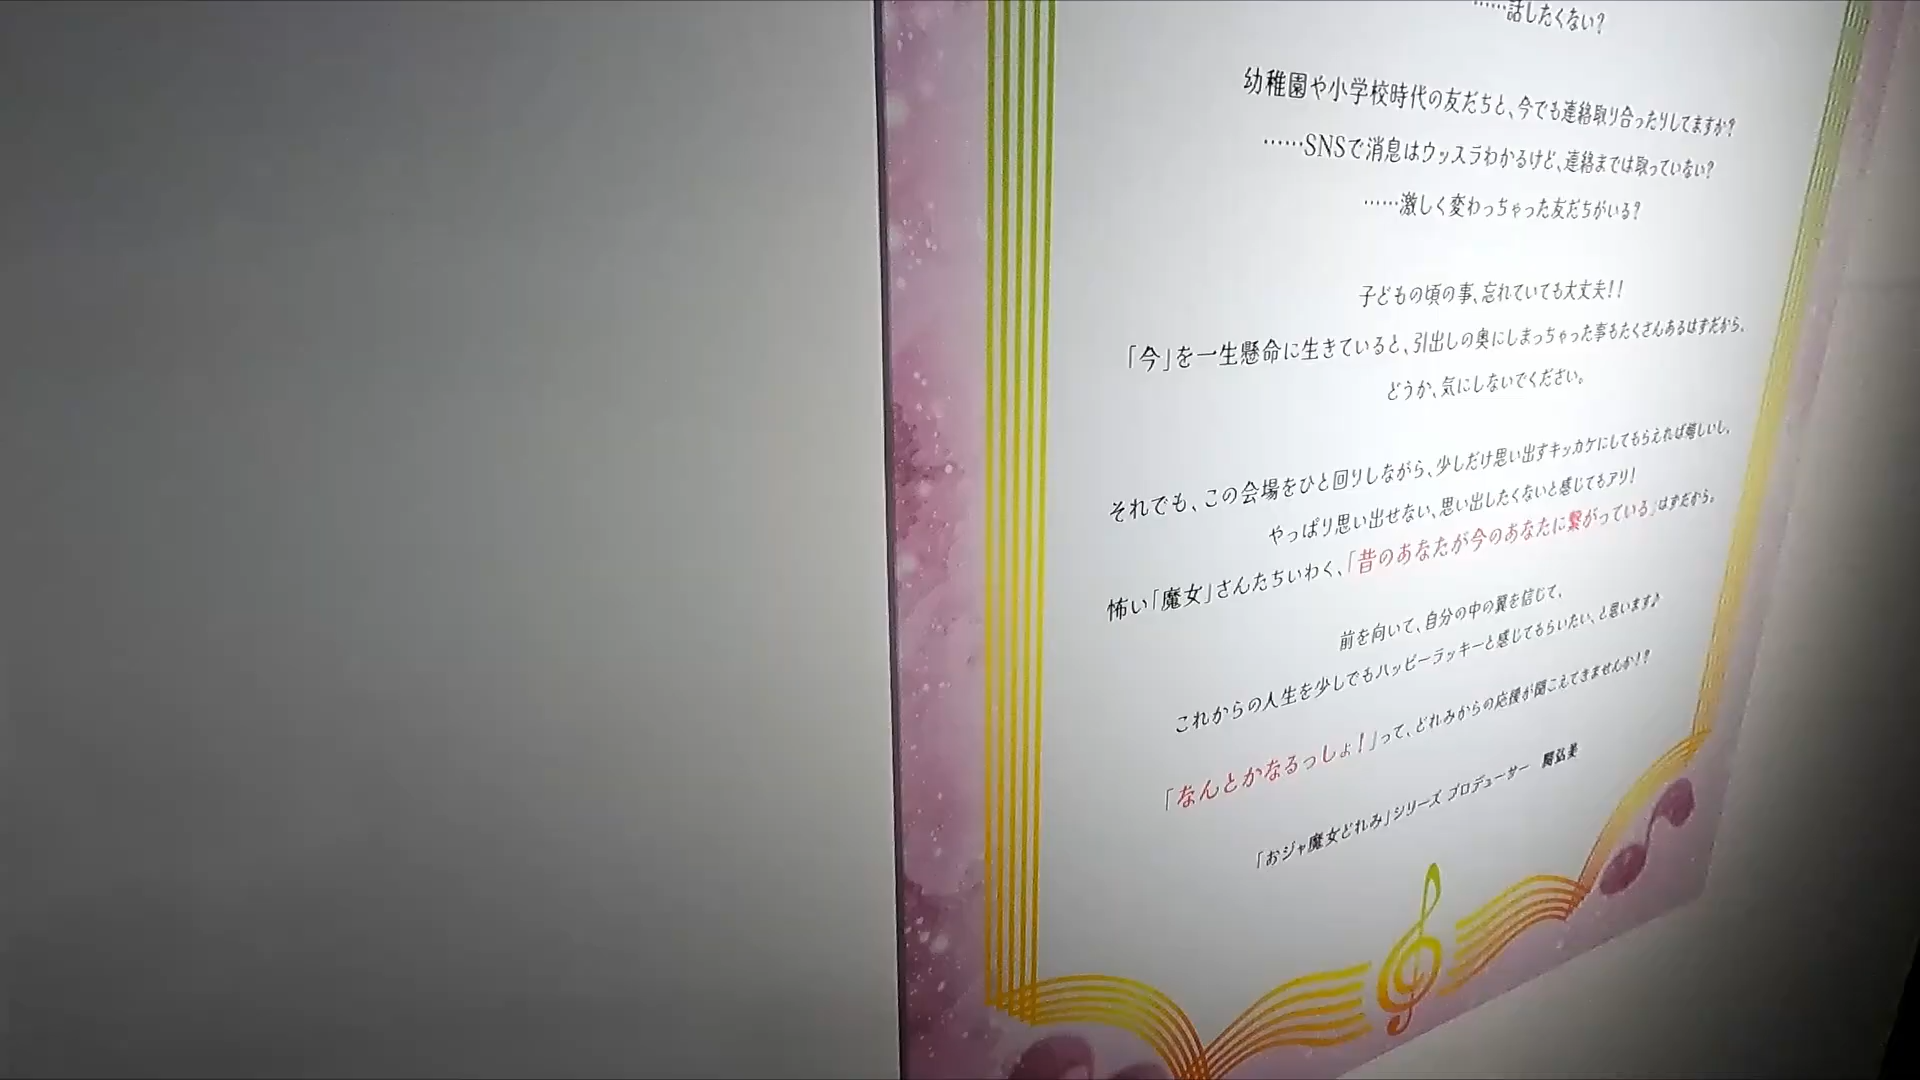 ……話したくない?
幼稚園や小学校時代の友だちと、今でも連絡取り合ったりしてますか?
……SNSで消息はウッスラわかるけど、連絡までは取っていない?
……激しく変わっちゃった友だちがいる?
子どもの頃の事、忘れていても大丈夫!!
「今」を一生懸命に生きていると、引出しの奥にしまっちゃった事もたくさんあるはずだから。
どうか、気にしないでください。
それでも、この会場をひと回りしながら、少しだけ思い出すキッカケにしてもらえれば嬉しいし、
やっぱり思い出せない、思い出したくないと感じてもアリ!
怖い「魔女」さんたちいわく、「昔のあなたが今のあなたに繋がっている」はずだから。
前を向いて、自分の中の翼を信じて、
これからの人生を少しでもハッピーラッキーと感じてもらいたい、と思います♪
「なんとかなるっしょ!」って、どれみからの応援が聞こえてきませんか!?
「おジャ魔女どれみ」シリーズ プロデューサー 関弘美